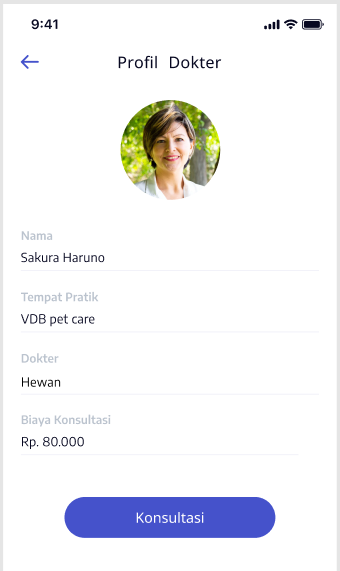 9:41
Profil Dokter
Nama
Sakura Haruno
Tempat Pratik
VDB pet care
Dokter
Hewan
Biaya Konsultasi
Rp. 80.000
Konsultasi